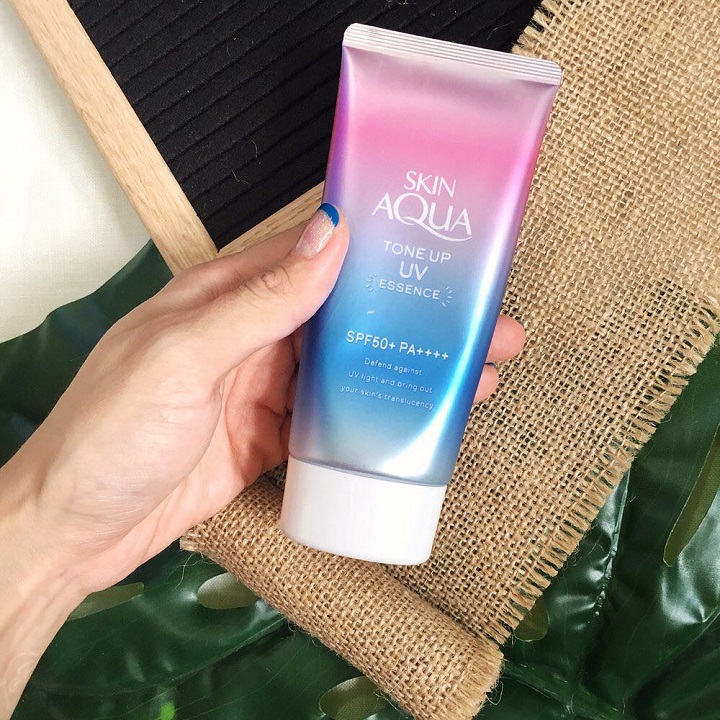 SKIN
AQUA
TONE UP
UV
ESSENCE
SPF50+ PA++++
Defend against
UV light and bring out
your skin's translucency